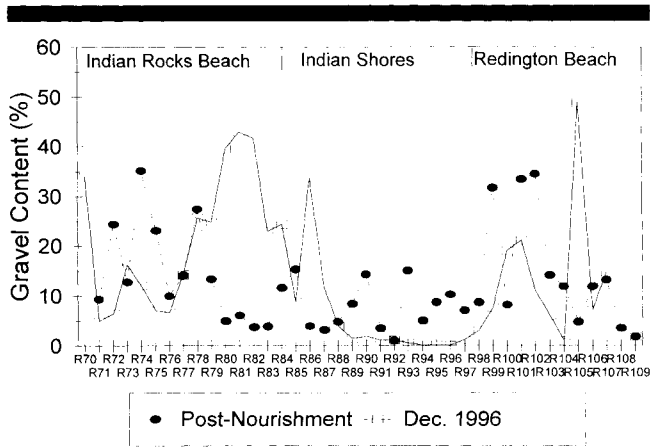 60
Indian Rocks Beach Indian Shores Redington Beach
50
40
30
20
10
0
Gravel Content (%)
R70 R72 R74 R76 R78 R80 R82 R84 R86 R88 R90 R92 R94 R96 R98 R100 R102 R104 R106 R108
R71 R73 R75 R77 R79 R81 R83 R85 R87 R89 R91 R93 R95 R97 R99 R101 R103 R105 R107 R109
Post-Nourishment Dec. 1996